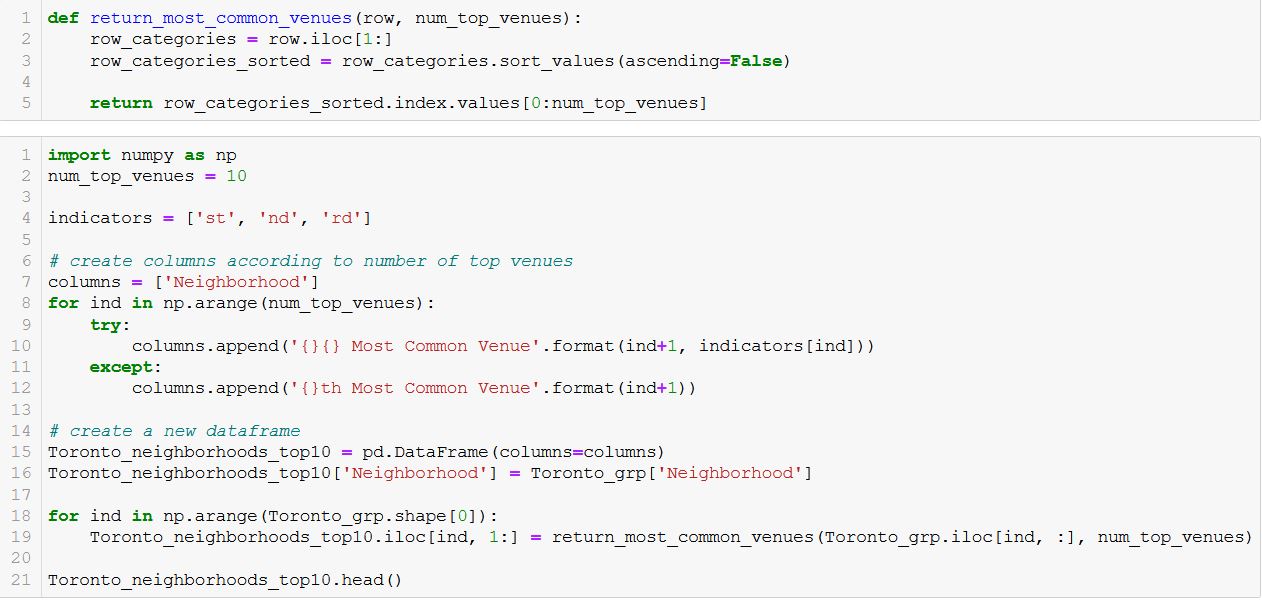 1 def return_most_common_venues(row, num_top_venues):
2     row_categories = row.iloc[1:]
3     row_categories_sorted = row_categories.sort_values(ascending=False)
4
5     return row_categories_sorted.index.values[0:num_top_venues]
1 import numpy as np
2 num_top_venues = 10
3
4 indicators = ['st', 'nd', 'rd']
5
6 # create columns according to number of top venues
7 columns = ['Neighborhood']
8 for ind in np.arange(num_top_venues):
9     try:
10         columns.append('{}{} Most Common Venue'.format(ind+1, indicators[ind]))
11     except:
12         columns.append('{}th Most Common Venue'.format(ind+1))
13
14 # create a new dataframe
15 Toronto_neighborhoods_top10 = pd.DataFrame(columns=columns)
16 Toronto_neighborhoods_top10['Neighborhood'] = Toronto_grp['Neighborhood']
17
18 for ind in np.arange(Toronto_grp.shape[0]):
19     Toronto_neighborhoods_top10.iloc[ind, 1:] = return_most_common_venues(Toronto_grp.iloc[ind, :], num_top_venues)
20
21 Toronto_neighborhoods_top10.head()